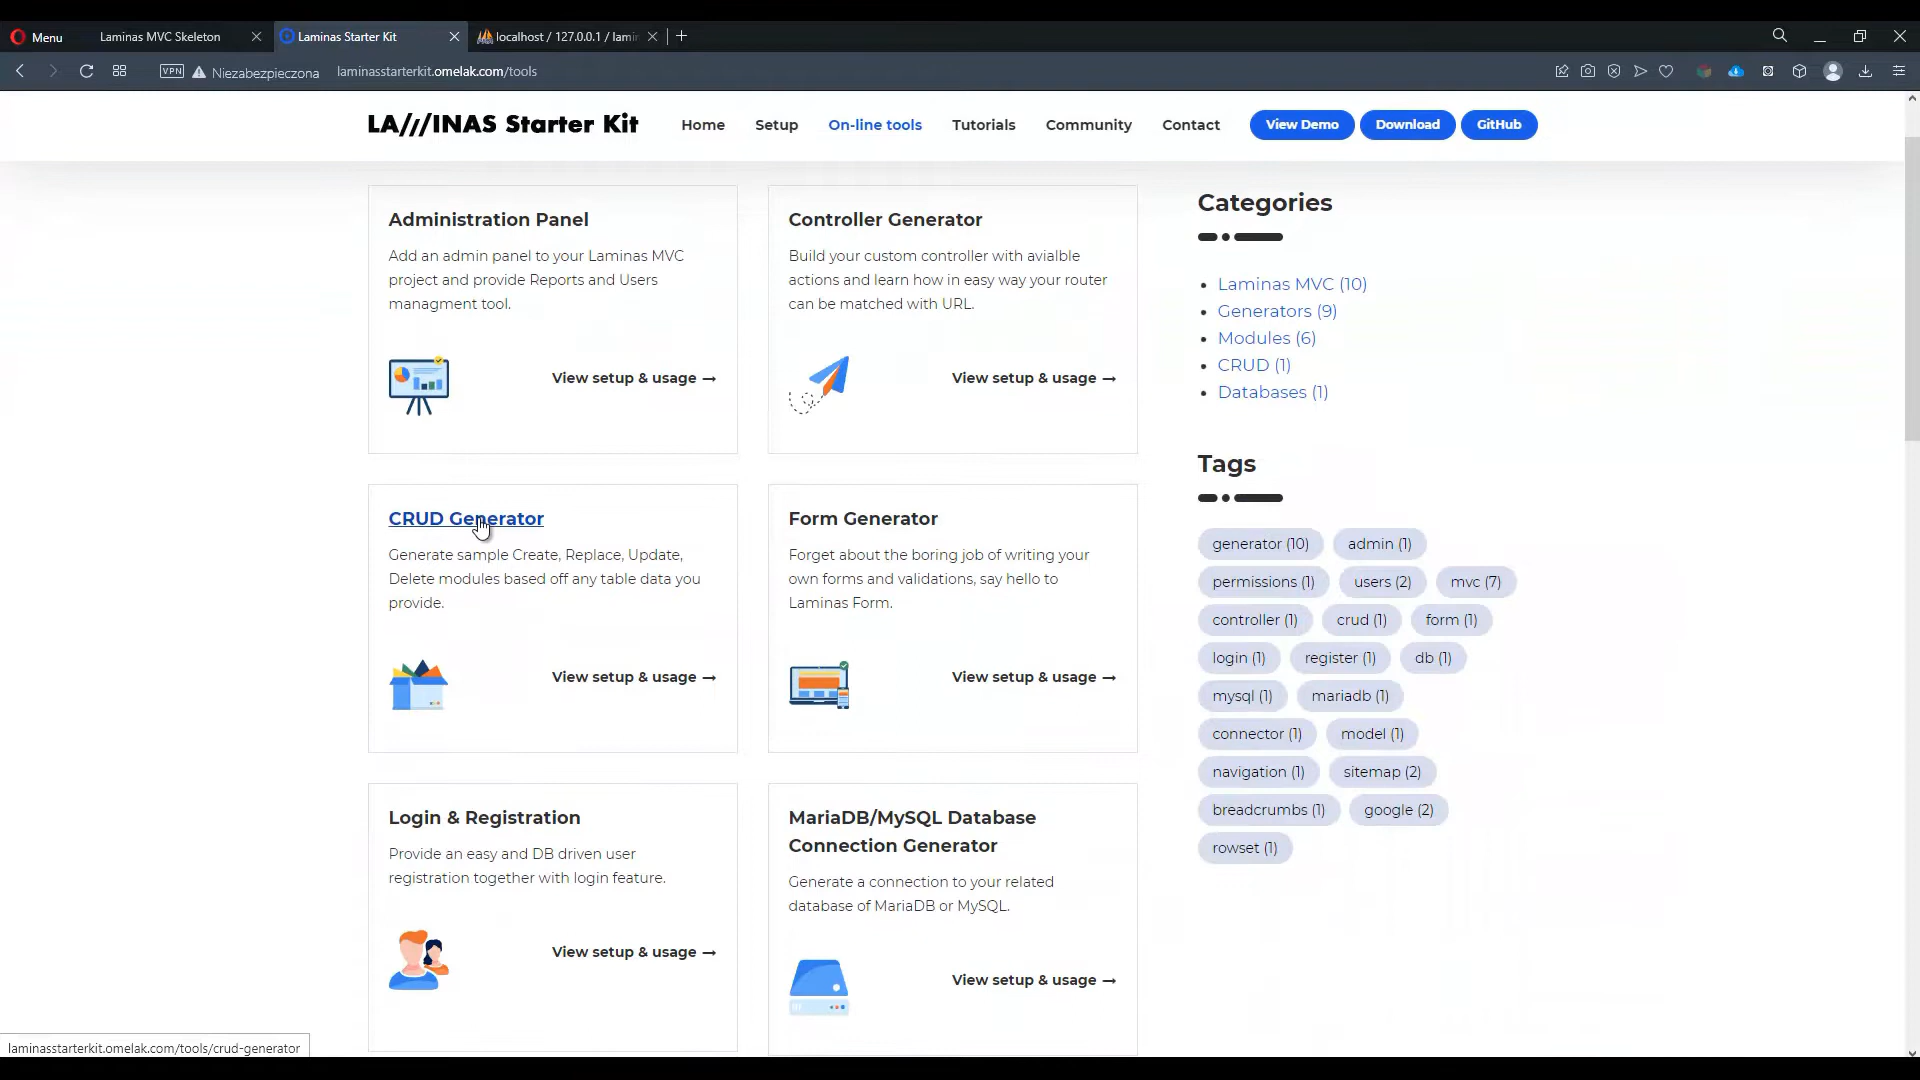 Menu
Laminas MVC Skeleton
Laminas Starter Kit
localhost / 127.0.0.1 / lami
VPN
Niezabezpieczona
laminasstarterkit.omelak.com/tools
LA///INAS Starter Kit
Home
Setup
On-line tools
Tutorials
Community
Contact
View Demo
Download
GitHub
Administration Panel
Add an admin panel to your Laminas MVC
project and provide Reports and Users
managment tool.
View setup & usage →
Controller Generator
Build your custom controller with avialble
actions and learn how in easy way your router
can be matched with URL.
View setup & usage →
CRUD Generator
Generate sample Create, Replace, Update,
Delete modules based off any table data you
provide.
View setup & usage →
Form Generator
Forget about the boring job of writing your
own forms and validations, say hello to
Laminas Form.
View setup & usage →
Login & Registration
Provide an easy and DB driven user
registration together with login feature.
View setup & usage →
MariaDB/MySQL Database
Connection Generator
Generate a connection to your related
database of MariaDB or MySQL.
View setup & usage →
Categories
Laminas MVC (10)
Generators (9)
Modules (6)
CRUD (1)
Databases (1)
Tags
generator (10) admin (1)
permissions (1) users (2) mvc (7)
controller (1) crud (1) form (1)
login (1) register (1) db (1)
mysql (1) mariadb (1)
connector (1) model (1)
navigation (1) sitemap (2)
breadcrumbs (1) google (2)
rowset (1)
laminasstarterkit.omelak.com/tools/crud-generator